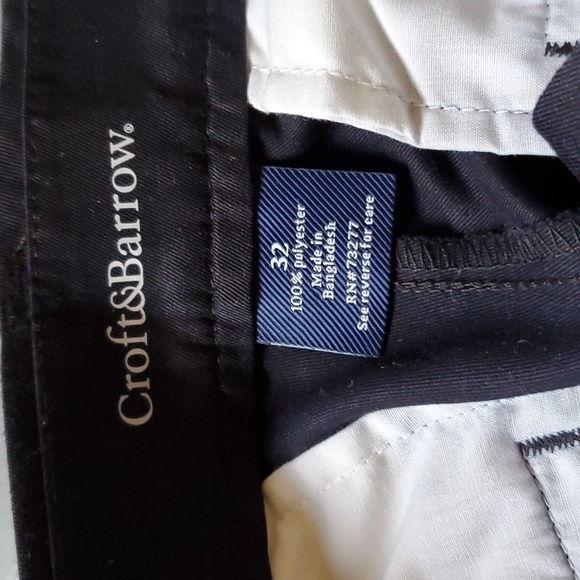 Croft&Barrow®
32
100% polyester
Made in
Bangladesh
RN#73277
See reverse for care